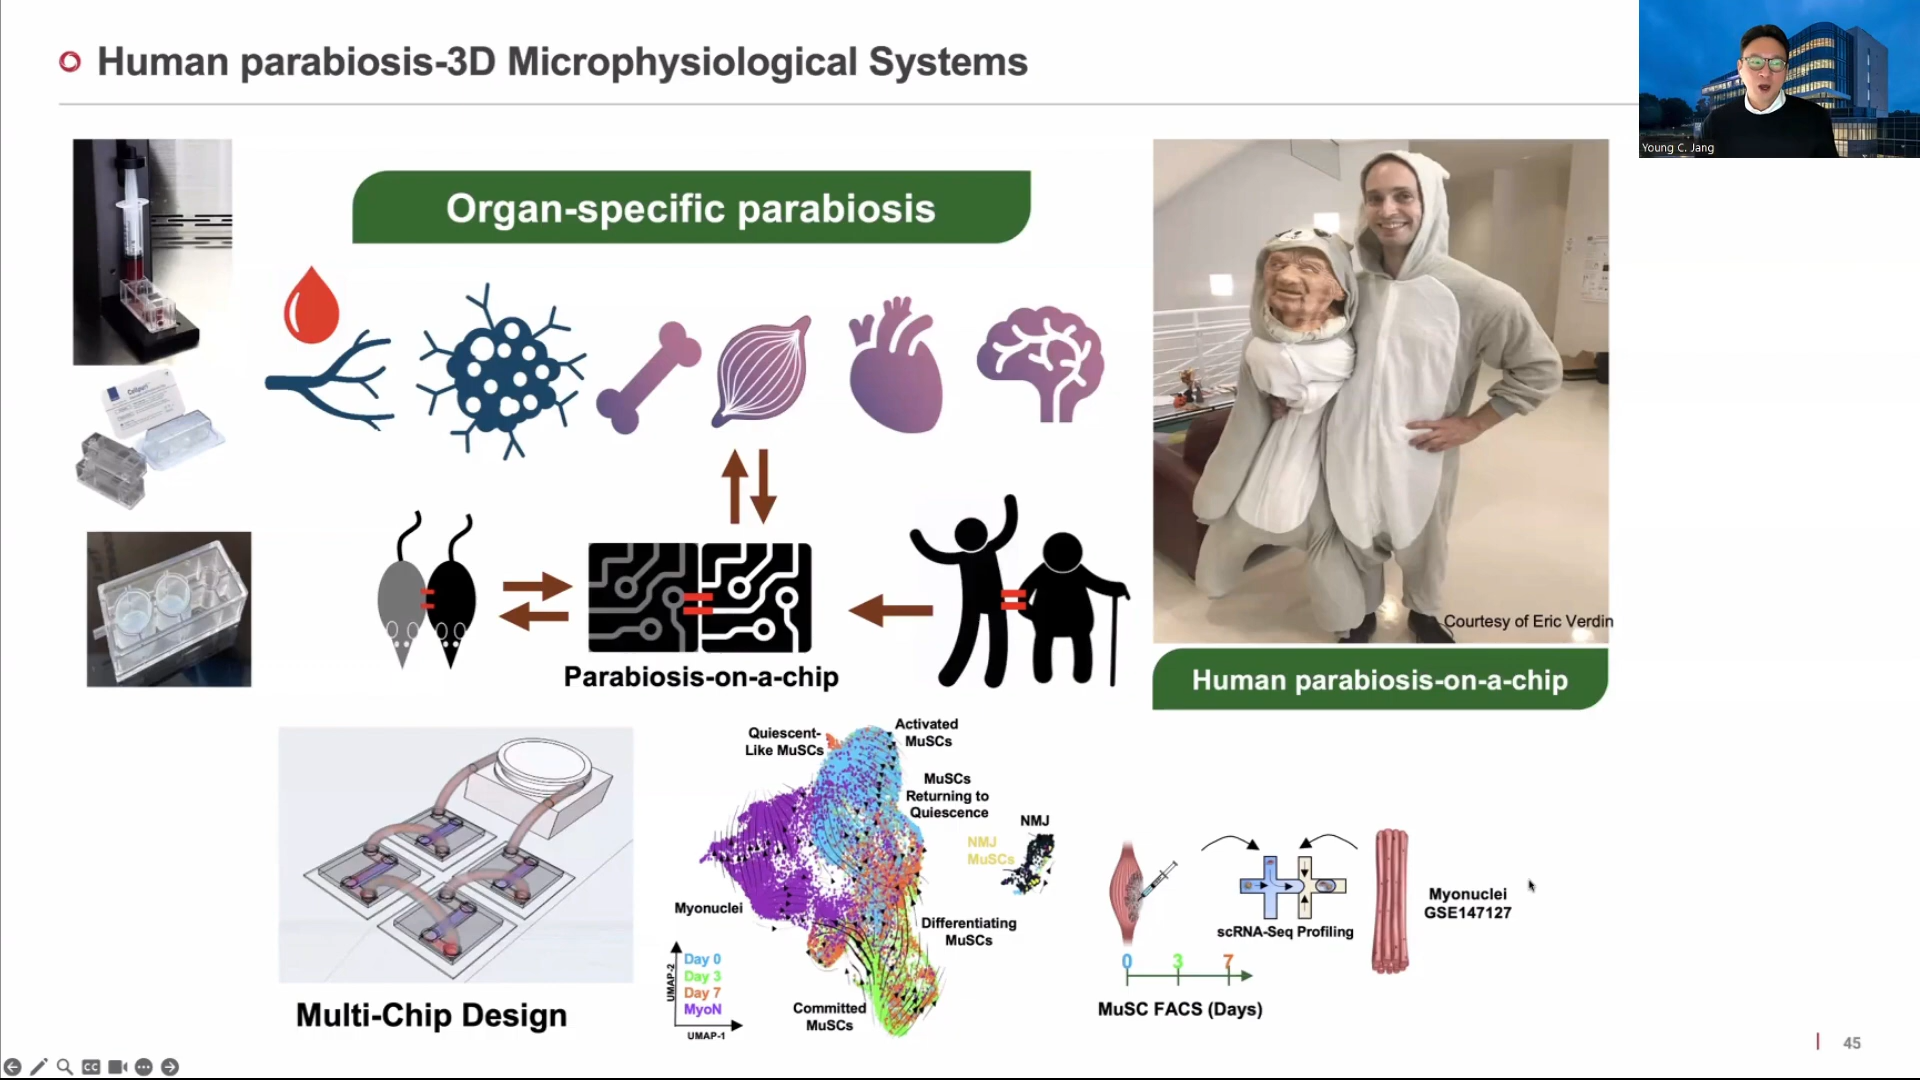 Human parabiosis-3D Microphysiological Systems
Young C. Jang
Organ-specific parabiosis
Courtesy of Eric Verdin
Parabiosis-on-a-chip
Human parabiosis-on-a-chip
Quiescent-
Like MuSCs
Activated
MuSCs
MuSCs
Returning to
Quiescence
NMJ
NMJ
MuSCs
Myonuclei
Differentiating
MuSCs
Committed
MuSCs
Day 0
Day 3
Day 7
MyoN
UMAP-2
UMAP-1
Multi-Chip Design
scRNA-Seq Profiling
Myonuclei
GSE147127
0 3 7
MuSC FACS (Days)
45
CC